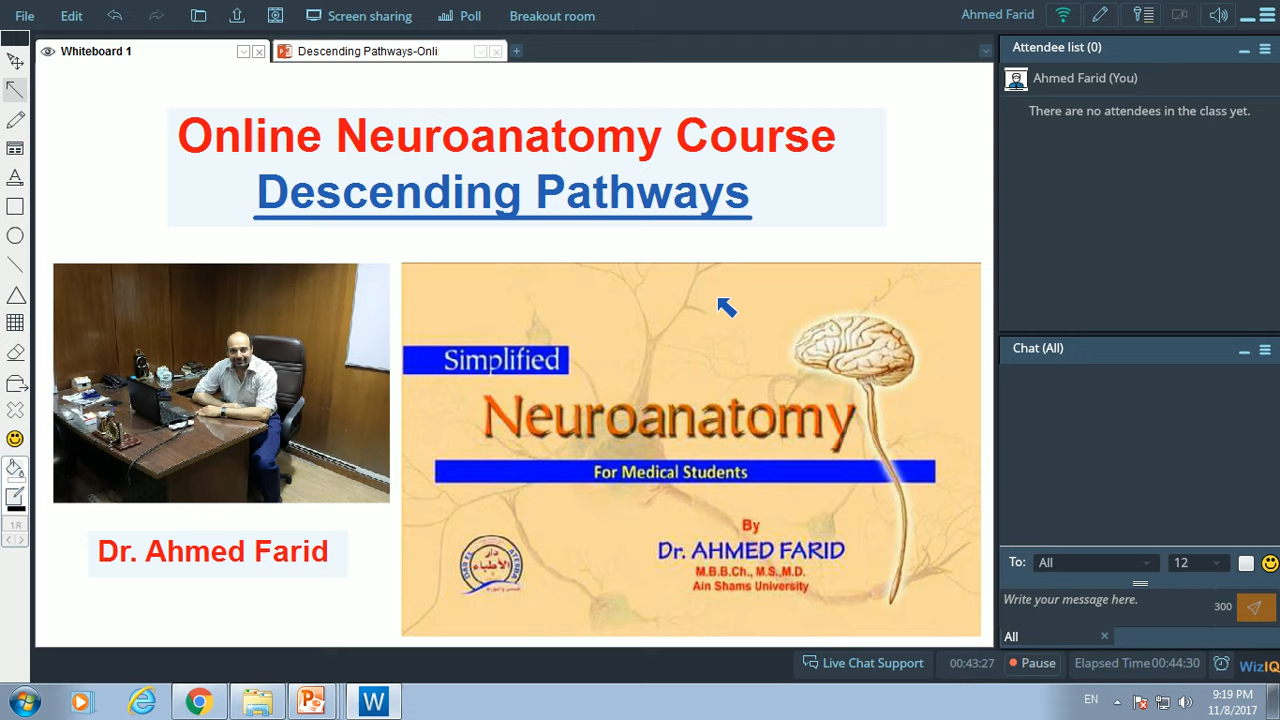 File Edit Screen sharing Poll Breakout room Ahmed Farid
Whiteboard 1
Descending Pathways-Onli
Online Neuroanatomy Course
Descending Pathways
Simplified
Neuroanatomy
For Medical Students
By
Dr. AHMED FARID
M.B.B.Ch., M.S.,M.D.
Ain Shams University
دار
الأطباء
Dr. Ahmed Farid
18
Attendee list (0)
Ahmed Farid (You)
There are no attendees in the class yet.
Chat (All)
To: All 12
Write your message here. 300
All
Live Chat Support 00:43:27 Pause Elapsed Time 00:44:30 WizIQ
EN 9:19 PM
11/8/2017